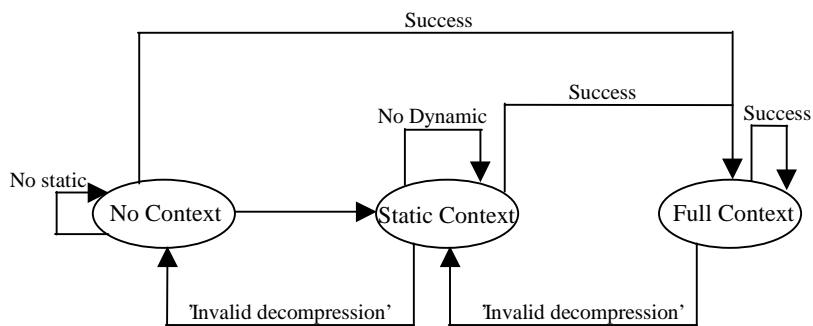 Success
Success
No Dynamic
Success
No static
No Context
Static Context
Full Context
’Invalid decompression’
’Invalid decompression’